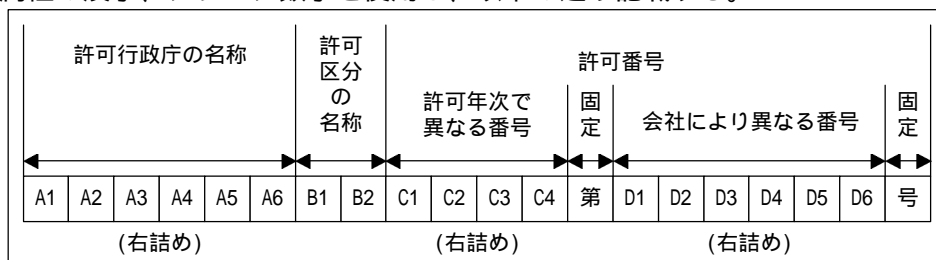 許可行政庁の名称
許可
区分
の
名称
許可番号
許可年次で
異なる番号
固
定
会社により異なる番号
固
定
A1 A2 A3 A4 A5 A6 B1 B2 C1 C2 C3 C4 第 D1 D2 D3 D4 D5 D6 号
(右詰め) (右詰め) (右詰め)